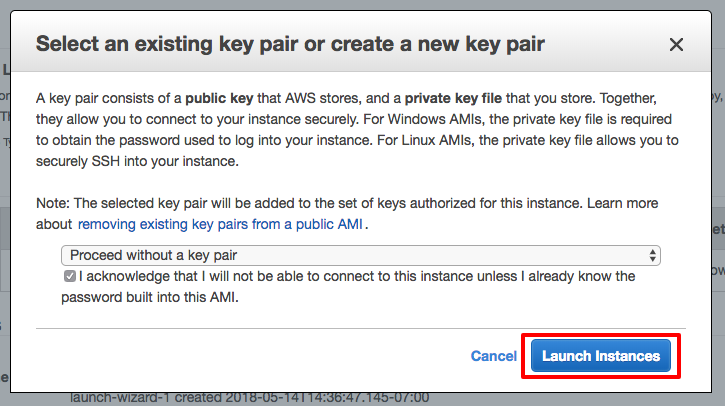 Select an existing key pair or create a new key pair
A key pair consists of a public key that AWS stores, and a private key file that you store. Together,
they allow you to connect to your instance securely. For Windows AMIs, the private key file is required
to obtain the password used to log into your instance. For Linux AMIs, the private key file allows you to
securely SSH into your instance.
Note: The selected key pair will be added to the set of keys authorized for this instance. Learn more
about removing existing key pairs from a public AMI.
Proceed without a key pair
I acknowledge that I will not be able to connect to this instance unless I already know the
password built into this AMI.
Cancel Launch Instances
launch-wizard-1 created 2018-05-14T14:36:47.145-07:00